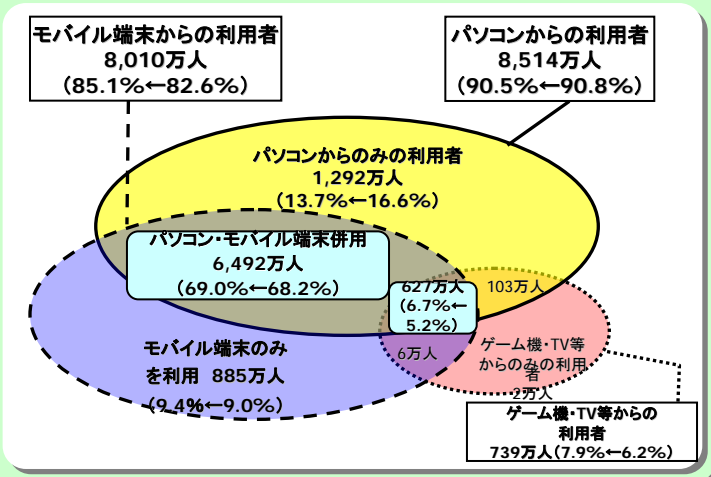 モバイル端末からの利用者
8,010万人
（85.1%←82.6%）
パソコンからの利用者
8,514万人
（90.5%←90.8%）
パソコンからのみの利用者
1,292万人
（13.7%←16.6%）
パソコン・モバイル端末併用
6,492万人
（69.0%←68.2%）
627万人
（6.7%←
5.2%）
103万人
6万人
ゲーム機・TV等
からのみの利用
者
2万人
モバイル端末のみ
を利用 885万人
（9.4%←9.0%）
ゲーム機・TV等からの
利用者
739万人（7.9%←6.2%）